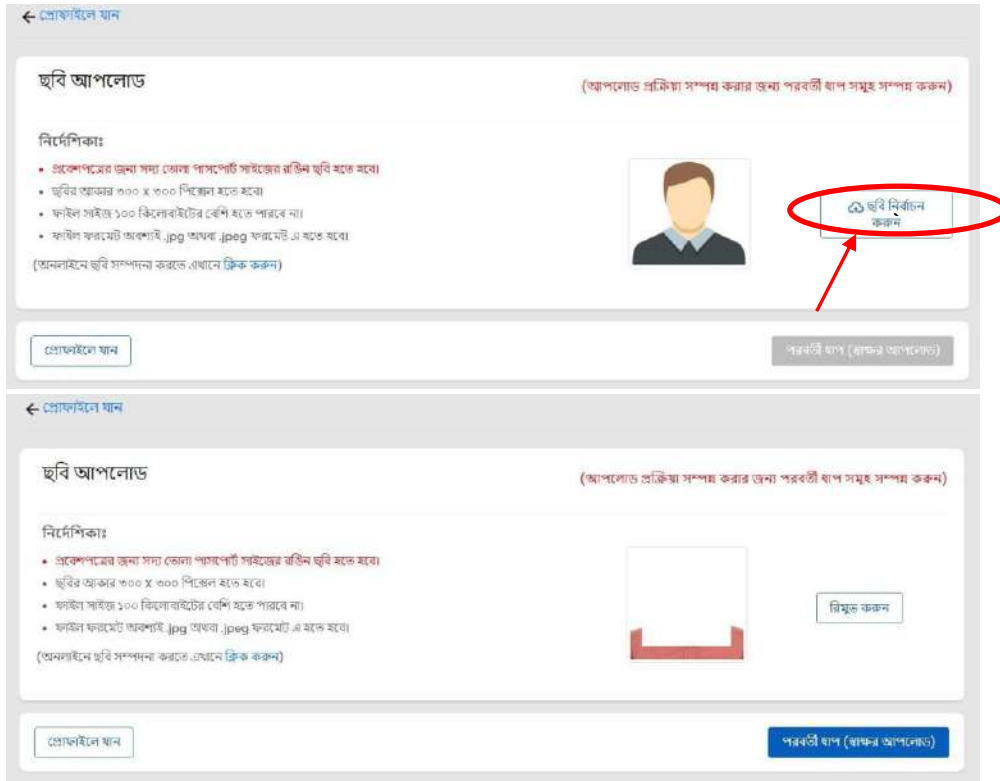 ← প্রোফাইলে যান
ছবি আপলোড
(আপলোড প্রক্রিয়া সম্পন্ন করার জন্য পরবর্তী ধাপ সমূহ সম্পন্ন করুন)
নির্দেশিকাঃ
• প্রবেশপত্রের জন্য সদ্য তোলা পাসপোর্ট সাইজের রঙিন ছবি হতে হবে।
• ছবির আকার ৩০০ X ৩০০ পিক্সেল হতে হবে।
• ফাইল সাইজ ১০০ কিলোবাইটের বেশি হতে পারবে না।
• ফাইল ফরমেট অবশ্যই .jpg অথবা .jpeg ফরমেট এ হতে হবে।
(অনলাইনে ছবি সম্পাদনা করতে এখানে ক্লিক করুন)
ছবি নির্বাচন
করুন
প্রোফাইলে যান
পরবর্তী ধাপ (স্বাক্ষর আপলোড)
← প্রোফাইলে যান
ছবি আপলোড
(আপলোড প্রক্রিয়া সম্পন্ন করার জন্য পরবর্তী ধাপ সমূহ সম্পন্ন করুন)
নির্দেশিকাঃ
• প্রবেশপত্রের জন্য সদ্য তোলা পাসপোর্ট সাইজের রঙিন ছবি হতে হবে।
• ছবির আকার ৩০০ X ৩০০ পিক্সেল হতে হবে।
• ফাইল সাইজ ১০০ কিলোবাইটের বেশি হতে পারবে না।
• ফাইল ফরমেট অবশ্যই .jpg অথবা .jpeg ফরমেট এ হতে হবে।
(অনলাইনে ছবি সম্পাদনা করতে এখানে ক্লিক করুন)
রিমুভ করুন
প্রোফাইলে যান
পরবর্তী ধাপ (স্বাক্ষর আপলোড)